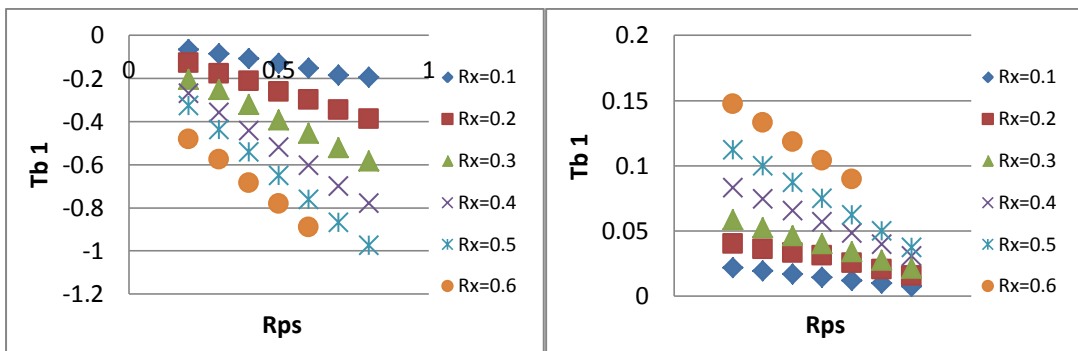 0
-0.2
-0.4
-0.6
-0.8
-1
-1.2
0
0.5
1
Tb 1
Rps
Rx=0.1
Rx=0.2
Rx=0.3
Rx=0.4
Rx=0.5
Rx=0.6
0.2
0.15
0.1
0.05
0
Tb 1
Rps
Rx=0.1
Rx=0.2
Rx=0.3
Rx=0.4
Rx=0.5
Rx=0.6